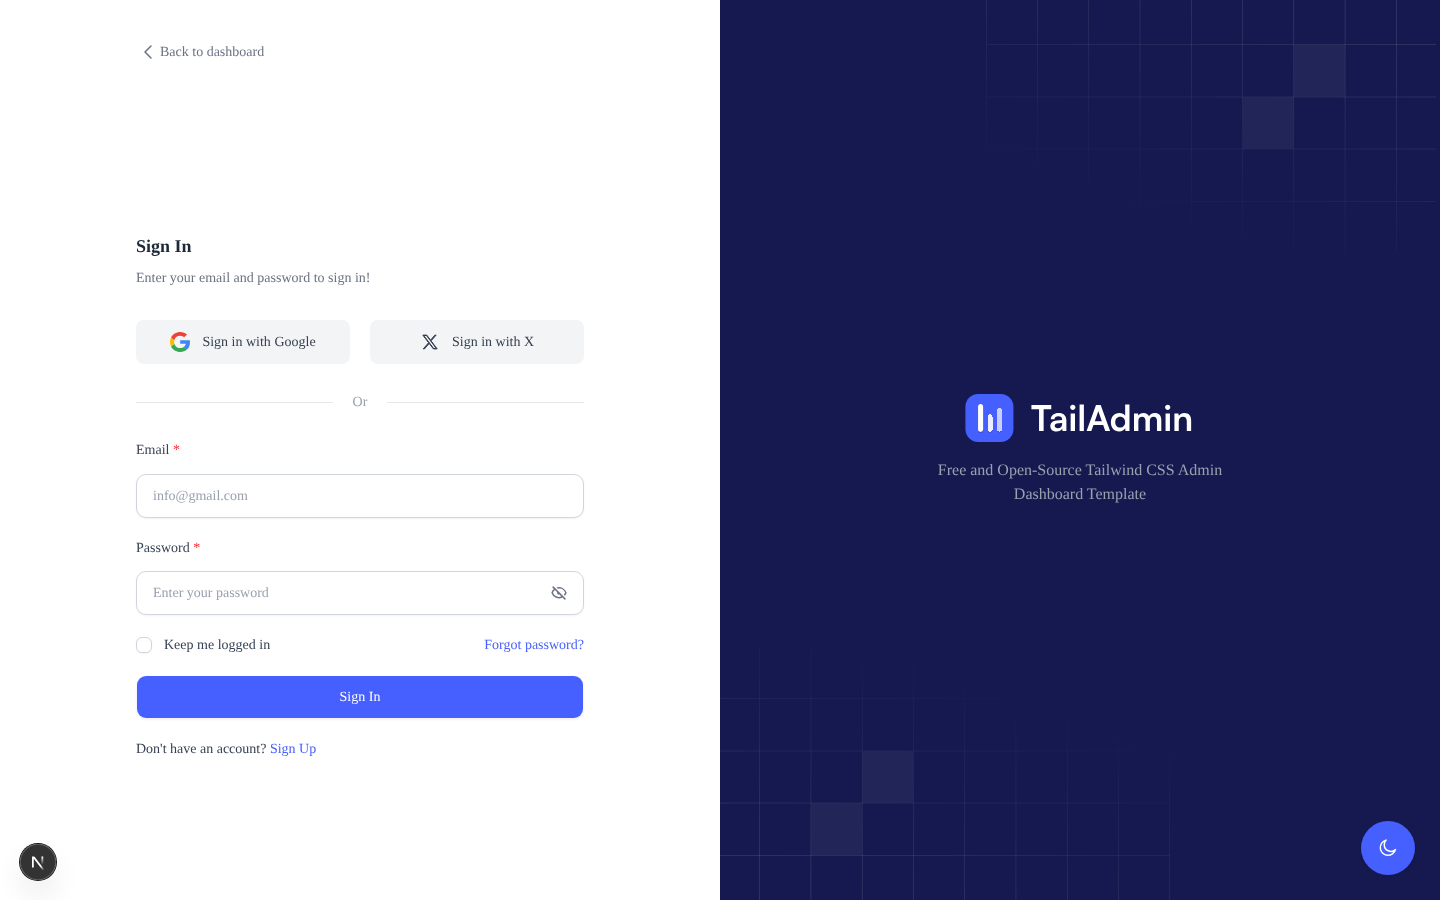 Back to dashboard
Sign In
Enter your email and password to sign in!
Sign in with Google
Sign in with X
Or
Email *
info@gmail.com
Password *
Enter your password
Keep me logged in
Forgot password?
Sign In
Don't have an account? Sign Up
N
TailAdmin
Free and Open-Source Tailwind CSS Admin
Dashboard Template